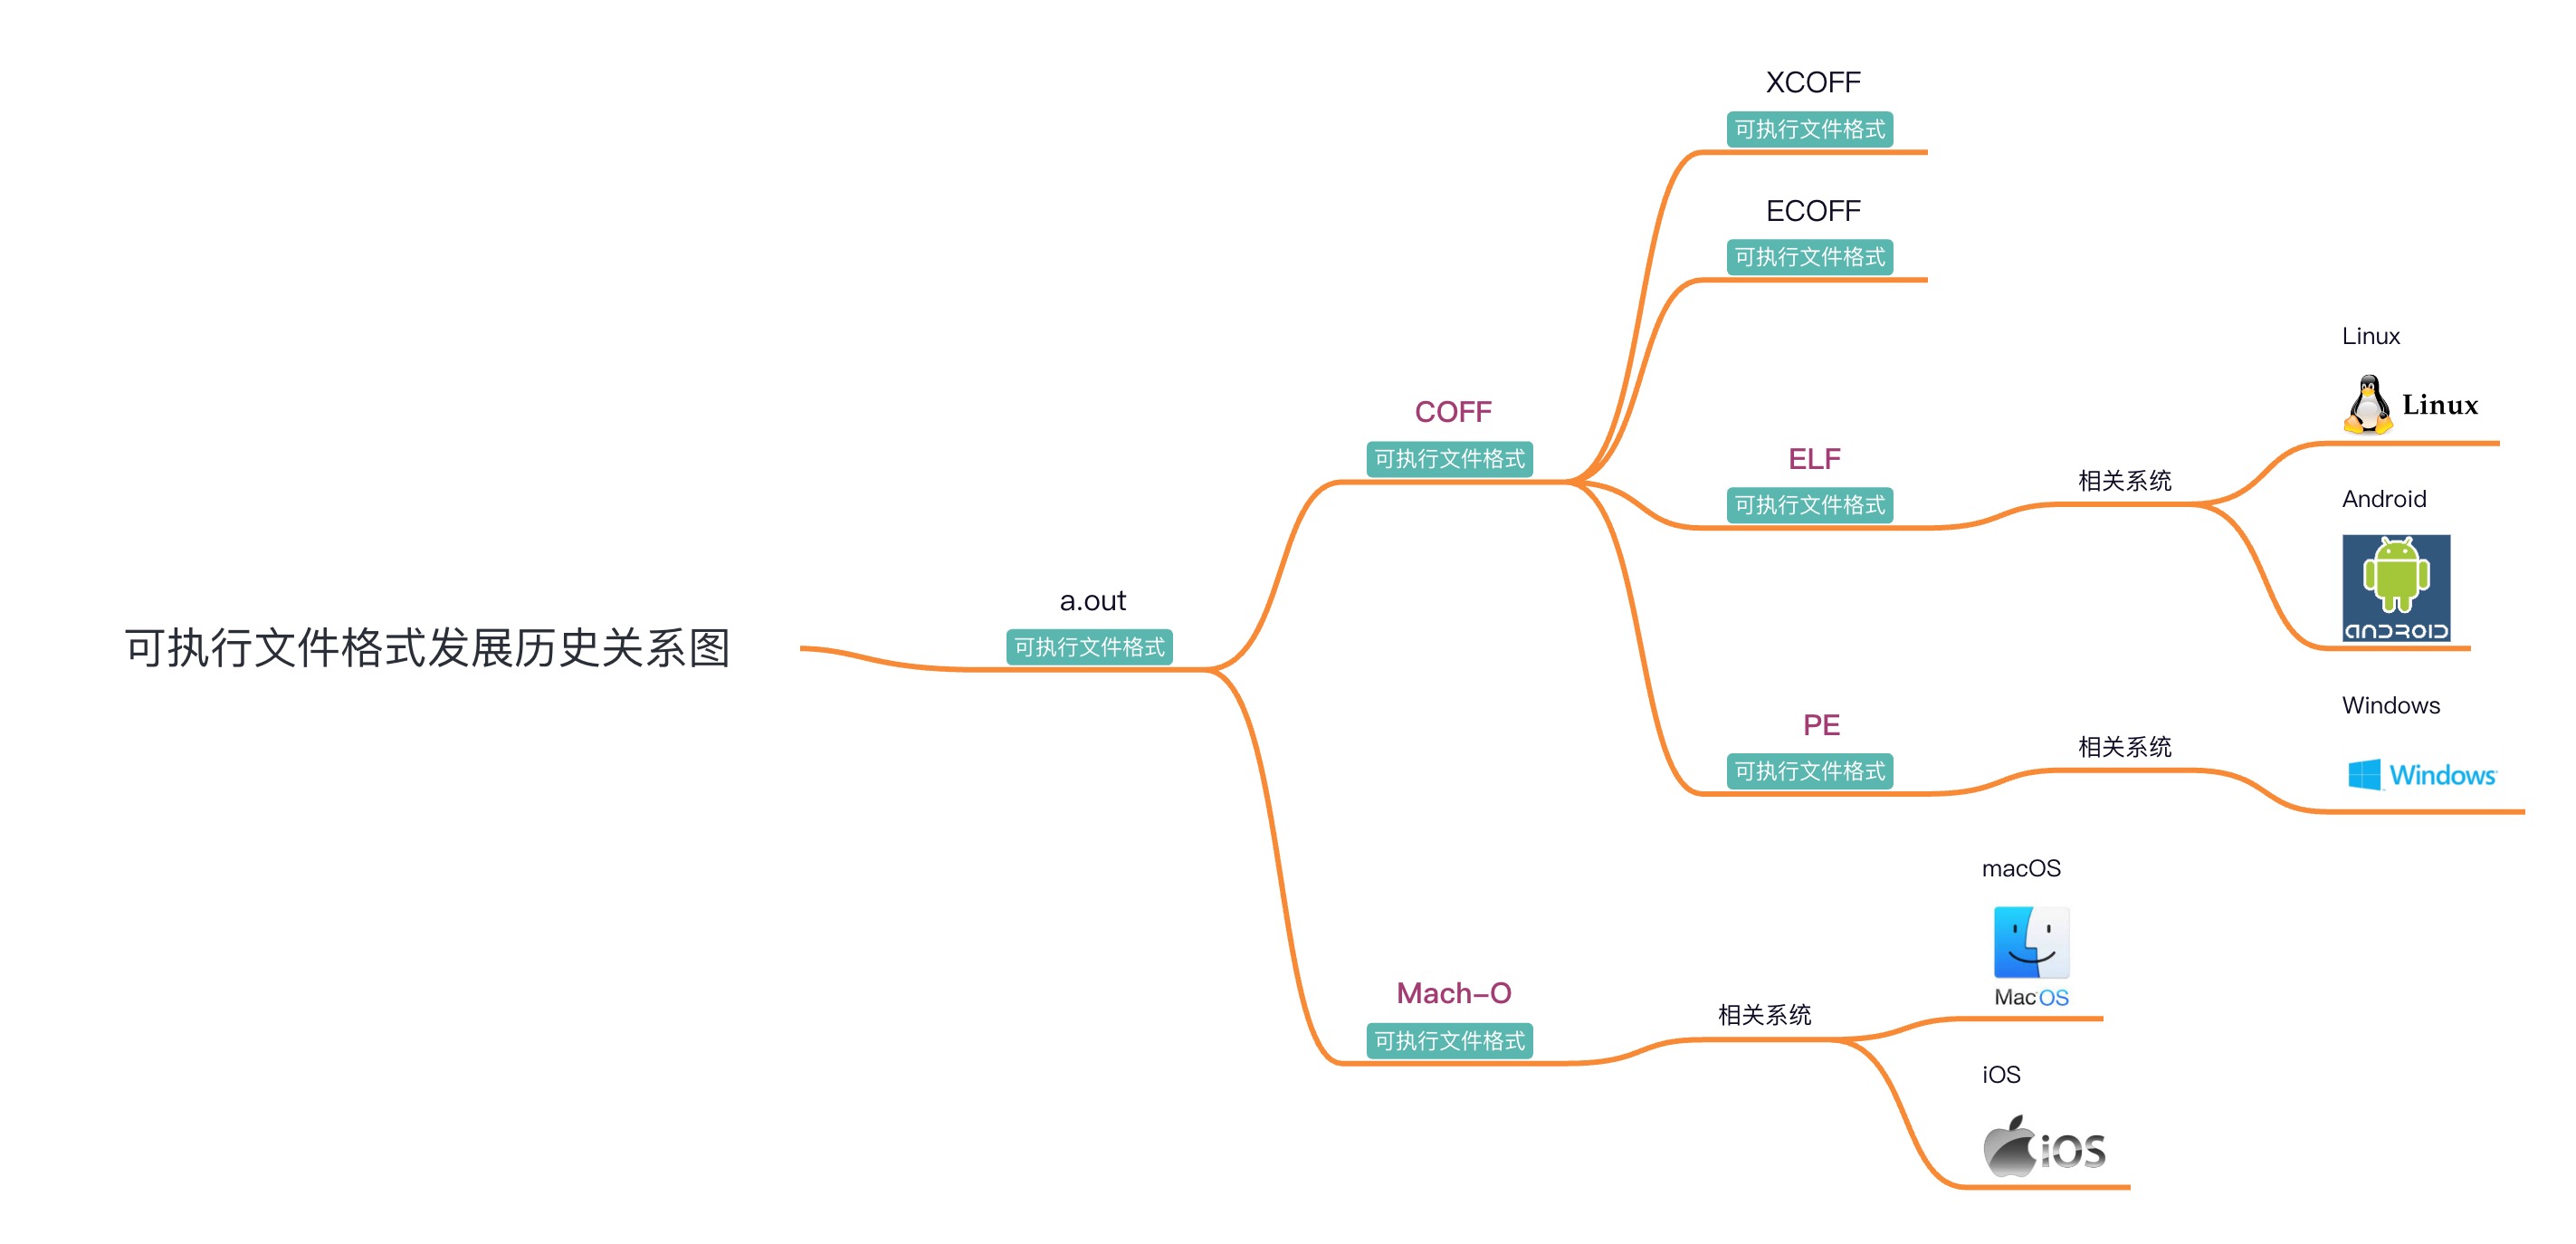 可执行文件格式发展历史关系图
a.out
可执行文件格式
COFF
可执行文件格式
XCOFF
可执行文件格式
ECOFF
可执行文件格式
ELF
可执行文件格式
相关系统
Linux
Linux
Android
ANDROID
PE
可执行文件格式
相关系统
Windows
Windows
Mach-O
可执行文件格式
相关系统
macOS
MacOS
iOS
iOS